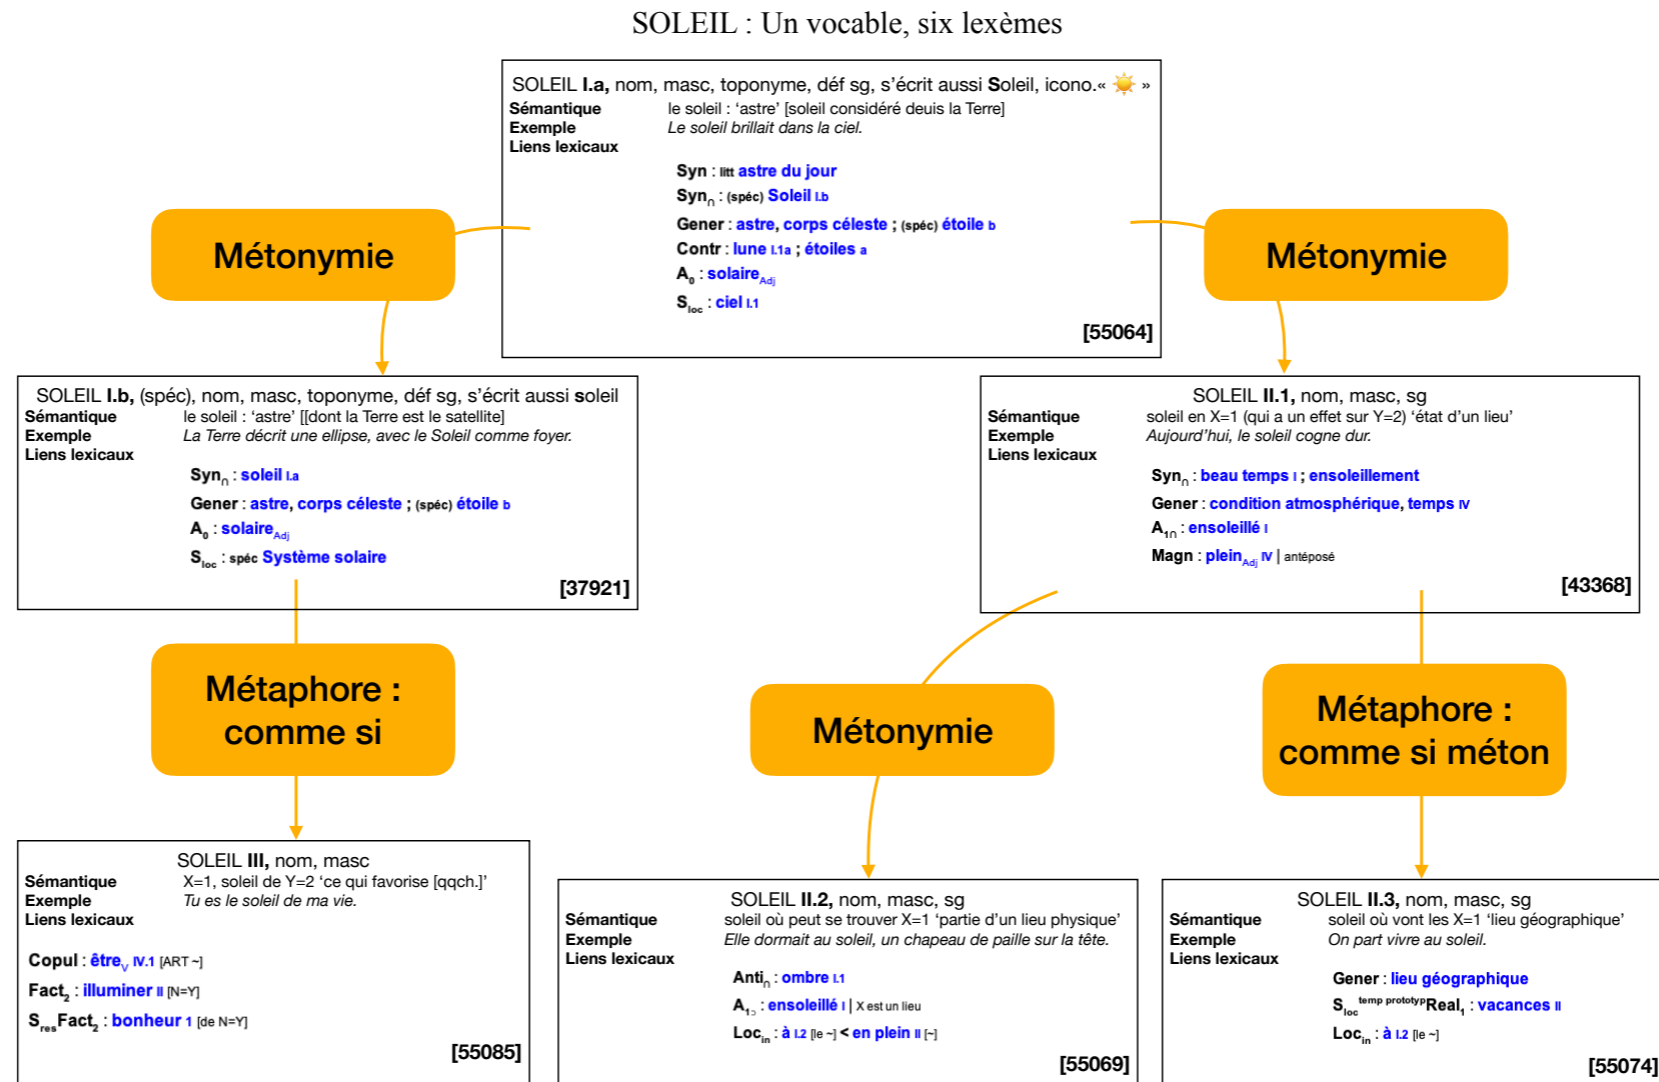 SOLEIL : Un vocable, six lexèmes
SOLEIL I.a, nom, masc, toponyme, déf sg, s’écrit aussi Soleil, icono.« ☀️ »
Sémantique le soleil : ‘astre’ [soleil considéré deuis la Terre]
Exemple Le soleil brillait dans la ciel.
Liens lexicaux
Syn : litt astre du jour
Syn∩ : (spéc) Soleil I.b
Gener : astre, corps céleste ; (spéc) étoile b
Contr : lune I.1a ; étoiles a
A0 : solaireAdj
Sloc : ciel I.1
[55064]
Métonymie
Métonymie
SOLEIL I.b, (spéc), nom, masc, toponyme, déf sg, s’écrit aussi soleil
Sémantique le soleil : ‘astre’ [[dont la Terre est le satellite]
Exemple La Terre décrit une ellipse, avec le Soleil comme foyer.
Liens lexicaux
Syn∩ : soleil I.a
Gener : astre, corps céleste ; (spéc) étoile b
A0 : solaireAdj
Sloc : spéc Système solaire
[37921]
SOLEIL II.1, nom, masc, sg
Sémantique soleil en X=1 (qui a un effet sur Y=2) ‘état d’un lieu’
Exemple Aujourd’hui, le soleil cogne dur.
Liens lexicaux
Syn∩ : beau temps I ; ensoleillement
Gener : condition atmosphérique, temps IV
A1∩ : ensoleillé I
Magn : pleinAdj IV | antéposé
[43368]
Métaphore :
comme si
Métonymie
Métaphore :
comme si méton
SOLEIL III, nom, masc
Sémantique X=1, soleil de Y=2 ‘ce qui favorise [qqch.]’
Exemple Tu es le soleil de ma vie.
Liens lexicaux
Copul : êtreV IV.1 [ART ~]
Fact2 : illuminer II [N=Y]
SresFact2 : bonheur 1 [de N=Y]
[55085]
SOLEIL II.2, nom, masc, sg
Sémantique soleil où peut se trouver X=1 ‘partie d’un lieu physique’
Exemple Elle dormait au soleil, un chapeau de paille sur la tête.
Liens lexicaux
Anti∩ : ombre I.1
A1⊃ : ensoleillé I | X est un lieu
Locin : à I.2 [le ~] < en plein II [~]
[55069]
SOLEIL II.3, nom, masc, sg
Sémantique soleil où vont les X=1 ‘lieu géographique’
Exemple On part vivre au soleil.
Liens lexicaux
Gener : lieu géographique
Sloc temp prototypReal1 : vacances II
Locin : à I.2 [le ~]
[55074]